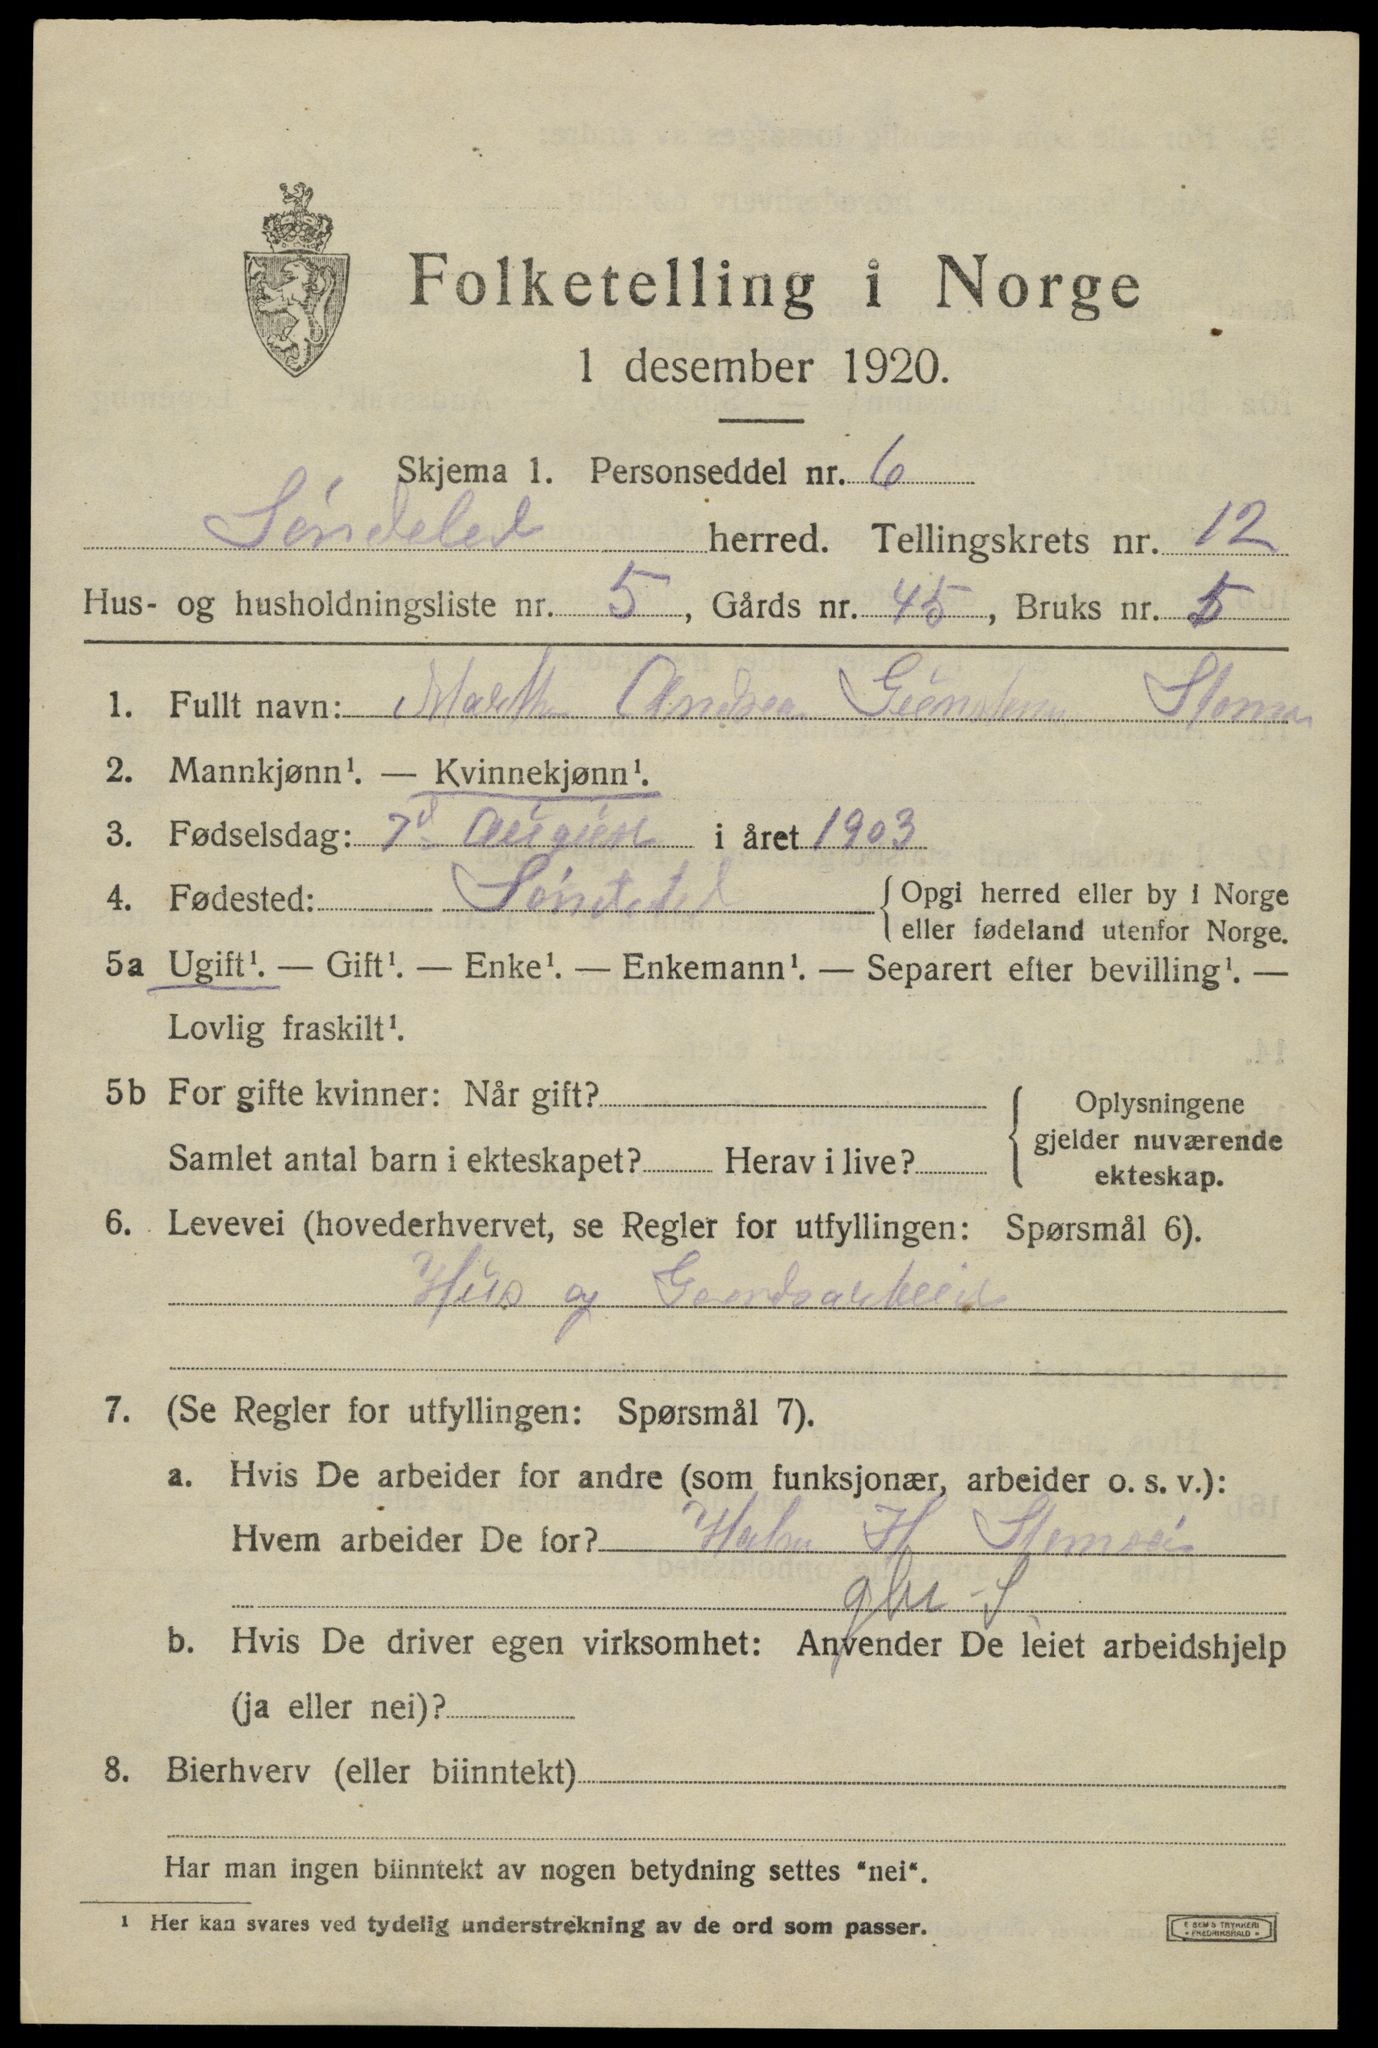 Folketelling i Norge
1 desember 1920.
Skjema 1. Personseddel nr. 6
Søndeled herred. Tellingskrets nr. 12
Hus- og husholdningsliste nr. 5, Gårds nr. 45, Bruks nr. 5
1. Fullt navn: Andrea
2. Mannkjønn¹. — Kvinnekjønn¹.
3. Fødselsdag: 7d August i året 1903
4. Fødested: Søndeled { Opgi herred eller by i Norge
eller fødeland utenfor Norge.
5a Ugift¹. — Gift¹. — Enke¹. — Enkemann¹. — Separert efter bevilling¹. —
Lovlig fraskilt¹.
5b For gifte kvinner: Når gift? { Oplysningene
gjelder nuværende
Samlet antal barn i ekteskapet? Herav i live? ekteskap.
6. Levevei (hovederhvervet, se Regler for utfyllingen: Spørsmål 6).
Hus og Gaardsarbeid
7. (Se Regler for utfyllingen: Spørsmål 7).
a. Hvis De arbeider for andre (som funksjonær, arbeider o. s. v.):
Hvem arbeider De for? H
b. Hvis De driver egen virksomhet: Anvender De leiet arbeidshjelp
(ja eller nei)?
8. Bierhverv (eller biinntekt)
Har man ingen biinntekt av nogen betydning settes "nei".
¹ Her kan svares ved tydelig understrekning av de ord som passer.
E SEM'S TRYKKERI
FREDRIKSHALD